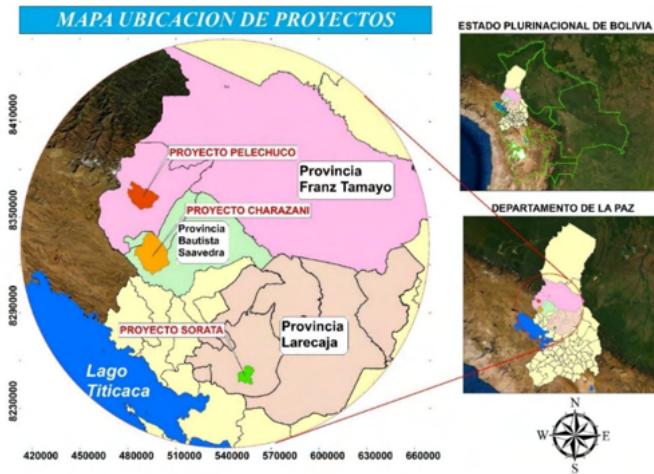 MAPA UBICACION DE PROYECTOS
8410000
8350000
8290000
8230000
PROYECTO PELECHUCO
Provincia
Franz Tamayo
PROYECTO CHARAZANI
Provincia
Bautista
Saavedra
PROYECTO SORATA
Provincia
Larecaja
Lago
Titicaca
420000 450000 480000 510000 540000 570000 600000 630000 660000
ESTADO PLURINACIONAL DE BOLIVIA
DEPARTAMENTO DE LA PAZ
N
W E
S